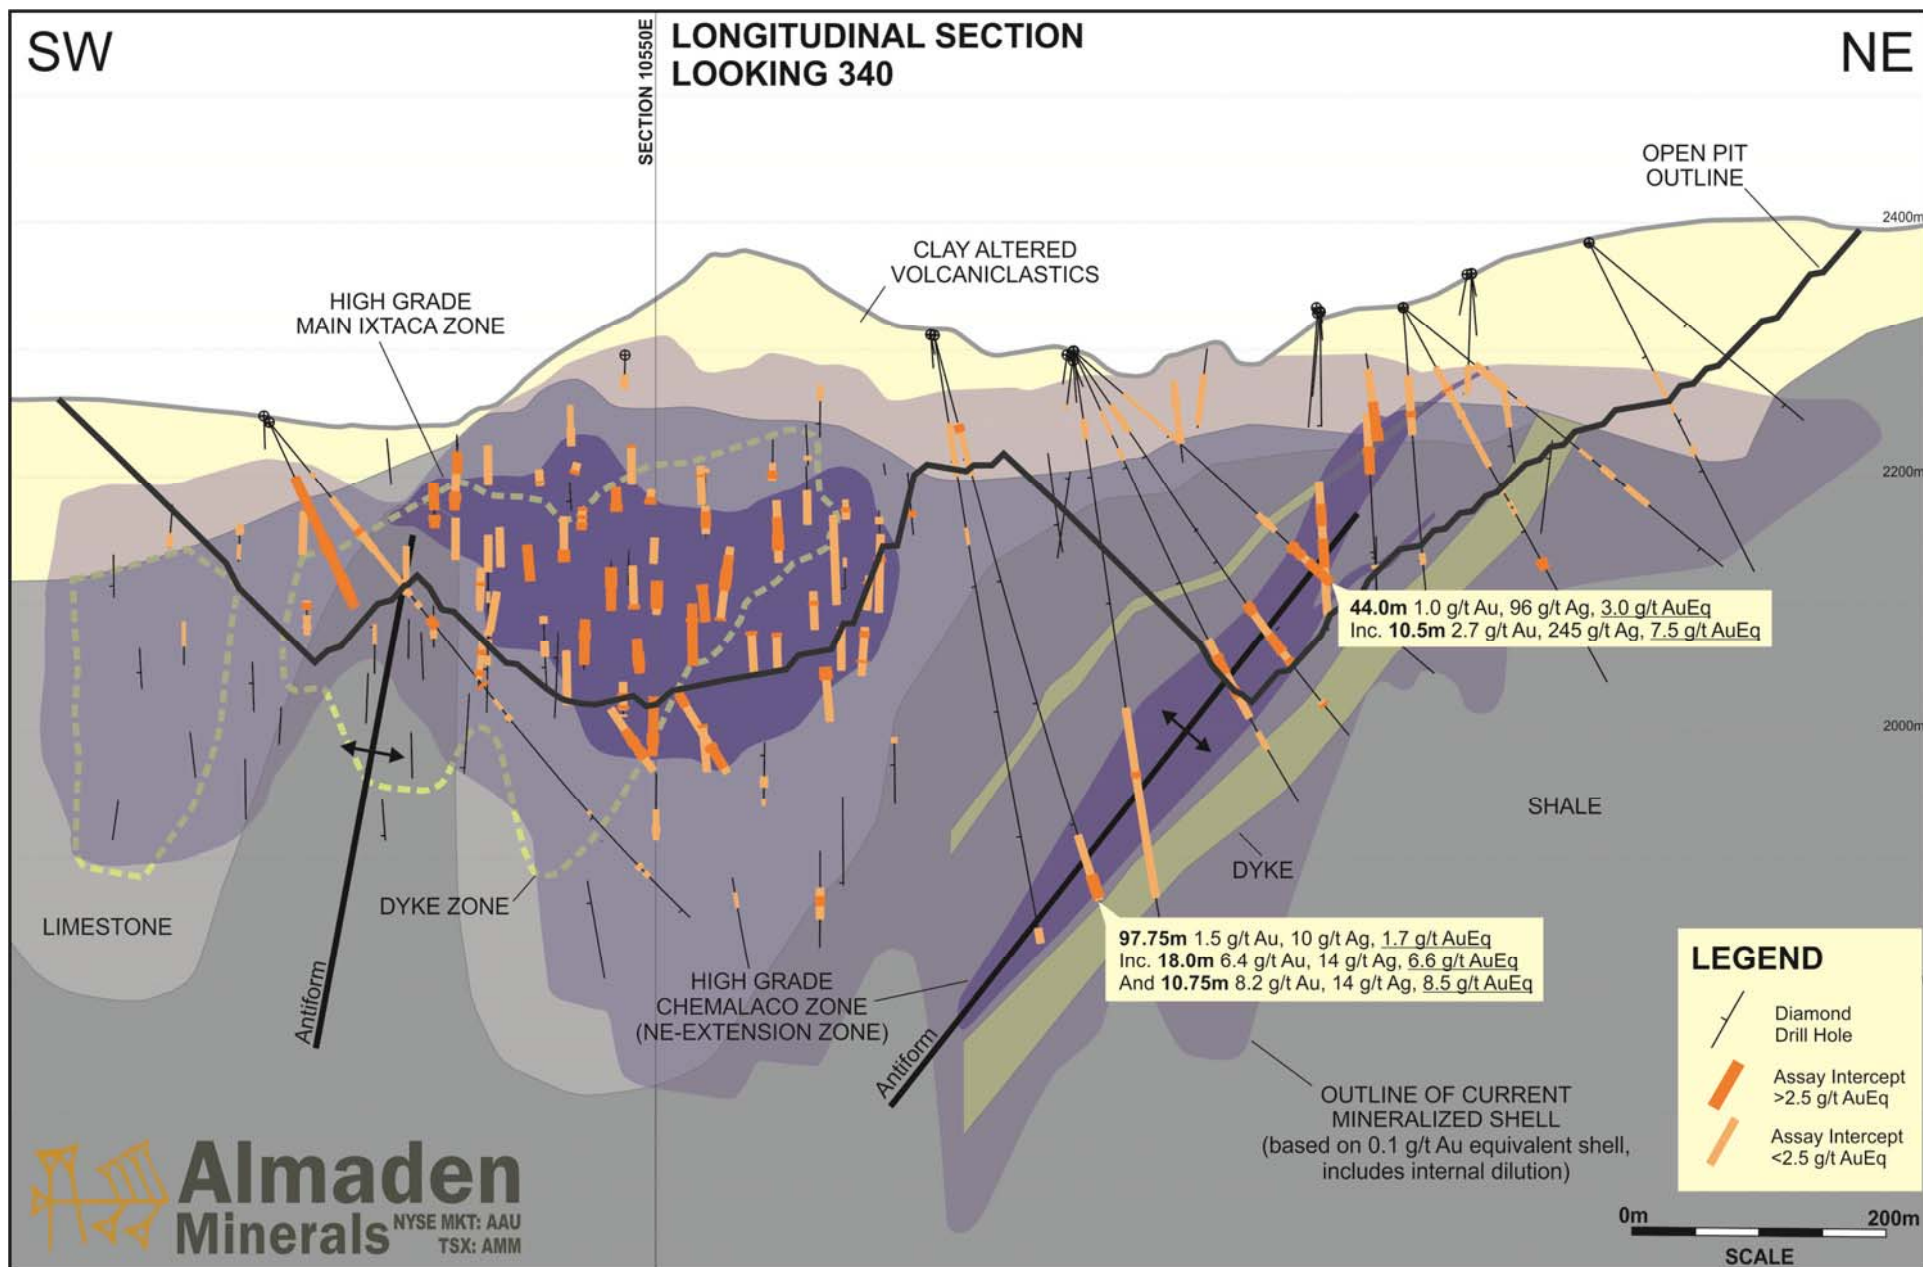 SW
SECTION 10550E
LONGITUDINAL SECTION
LOOKING 340
NE
OPEN PIT
OUTLINE
2400m
CLAY ALTERED
VOLCANICLASTICS
HIGH GRADE
MAIN IXTACA ZONE
2200m
44.0m 1.0 g/t Au, 96 g/t Ag, 3.0 g/t AuEq
Inc. 10.5m 2.7 g/t Au, 245 g/t Ag, 7.5 g/t AuEq
2000m
SHALE
DYKE
DYKE ZONE
LIMESTONE
97.75m 1.5 g/t Au, 10 g/t Ag, 1.7 g/t AuEq
Inc. 18.0m 6.4 g/t Au, 14 g/t Ag, 6.6 g/t AuEq
And 10.75m 8.2 g/t Au, 14 g/t Ag, 8.5 g/t AuEq
HIGH GRADE
CHEMALACO ZONE
(NE-EXTENSION ZONE)
Antiform
Antiform
OUTLINE OF CURRENT
MINERALIZED SHELL
(based on 0.1 g/t Au equivalent shell,
includes internal dilution)
LEGEND
Diamond
Drill Hole
Assay Intercept
>2.5 g/t AuEq
Assay Intercept
<2.5 g/t AuEq
0m
200m
SCALE
Almaden
Minerals
NYSE MKT: AAU
TSX: AMM